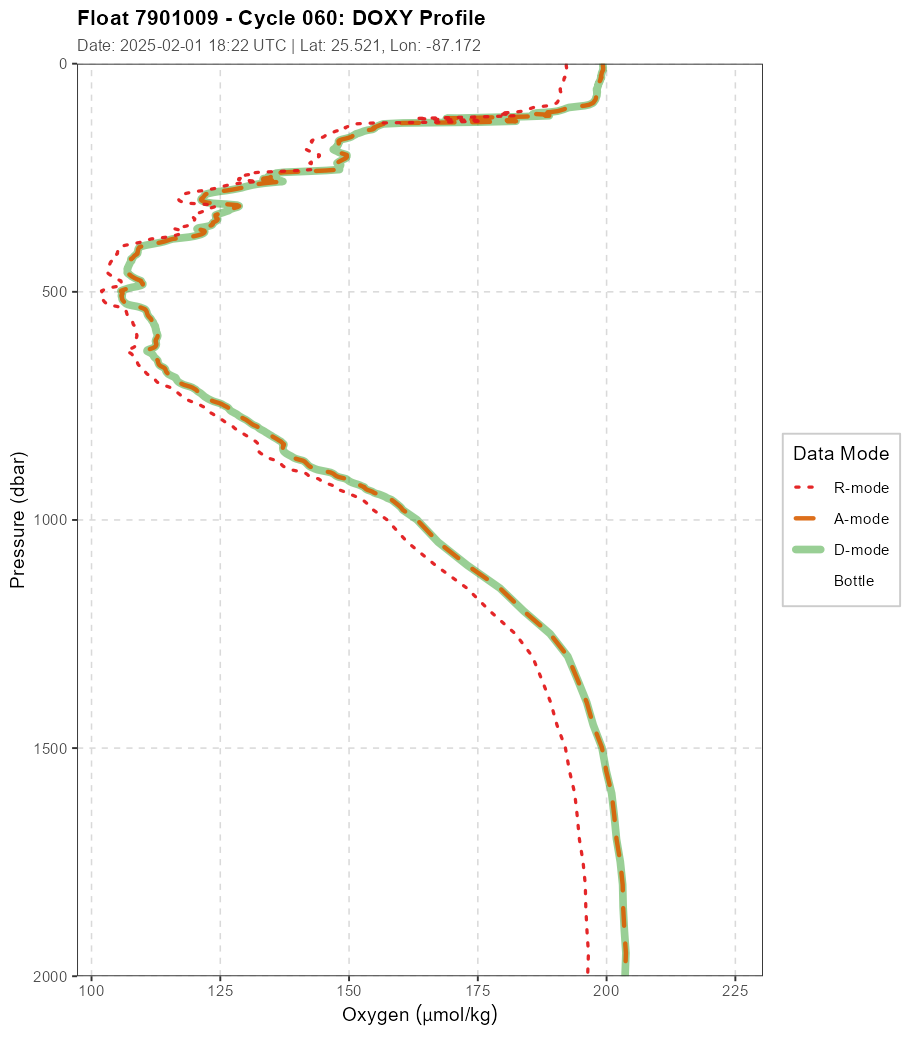 Float 7901009 - Cycle 060: DOXY Profile
Date: 2025-02-01 18:22 UTC | Lat: 25.521, Lon: -87.172
0
500
1000
1500
2000
Pressure (dbar)
100 125 150 175 200 225
Oxygen (μmol/kg)
Data Mode
R-mode
A-mode
D-mode
Bottle